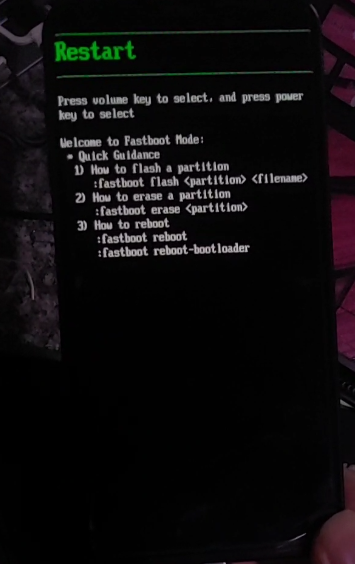 Restart
Press volume key to select, and press power
key to select
Welcome to Fastboot Mode:
* Quick Guidance
1) How to flash a partition
:fastboot flash <partition> <filename>
2) How to erase a partition
:fastboot erase <partition>
3) How to reboot
:fastboot reboot
:fastboot reboot-bootloader